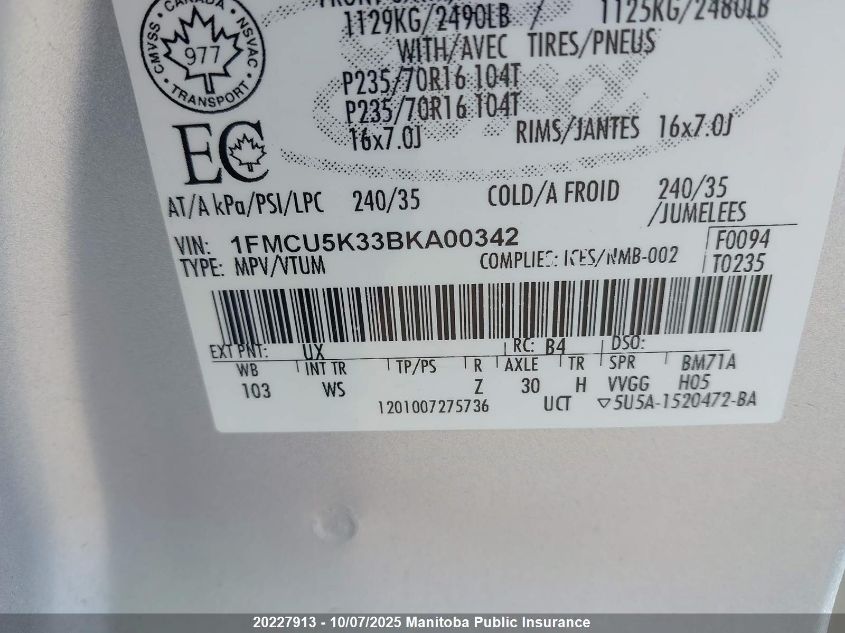 CANADA
CMVSS
NSVAC
977
TRANSPORT
1129KG/2490LB / 1125KG/2480LB
WITH/AVEC TIRES/PNEUS
P235/70R16 104T
P235/70R16 104T
16x7.0J RIMS/JANTES 16x7.0J
EC
AT/A kPa/PSI/LPC 240/35 COLD/A FROID 240/35
/JUMELEES
VIN: 1FMCU5K33BKA00342 F0094
TYPE: MPV/VTUM COMPLIES: ICES/NMB-002 T0235
EXT PNT: UX RC: B4 DSO:
WB INT TR TP/PS R AXLE TR SPR BM71A
103 WS Z 30 H VVGG H05
1201007275736 UCT ▽5U5A-1520472-BA
20227913 - 10/07/2025 Manitoba Public Insurance